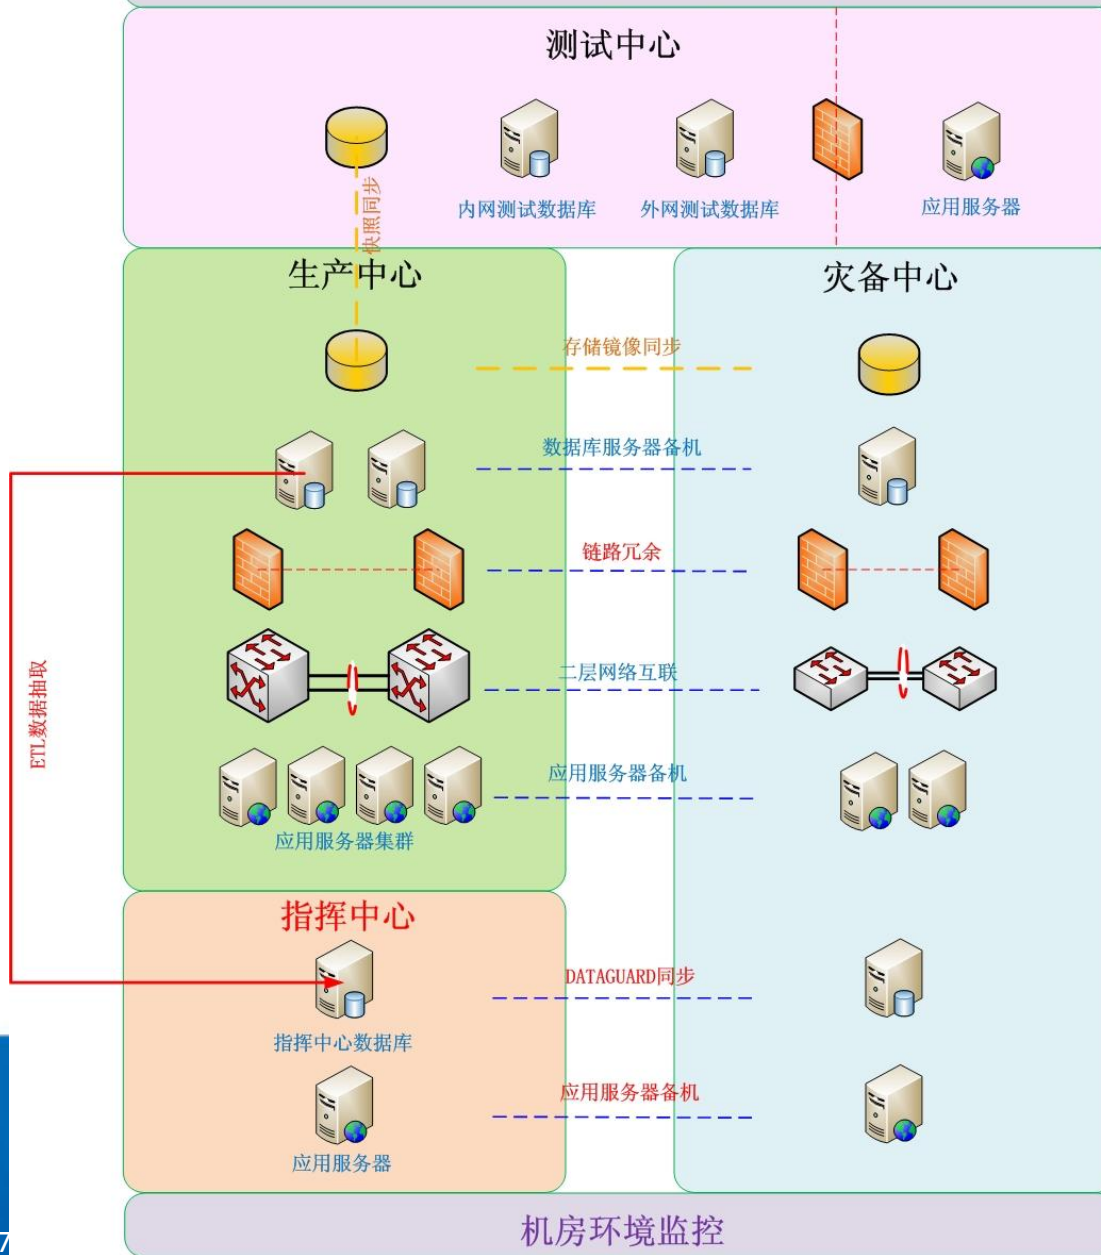 测试中心
内网测试数据库
外网测试数据库
应用服务器
快照同步
生产中心
灾备中心
存储镜像同步
数据库服务器备机
链路冗余
二层网络互联
ETL数据抽取
应用服务器备机
应用服务器集群
指挥中心
DATAGUARD同步
指挥中心数据库
应用服务器备机
应用服务器
机房环境监控
7